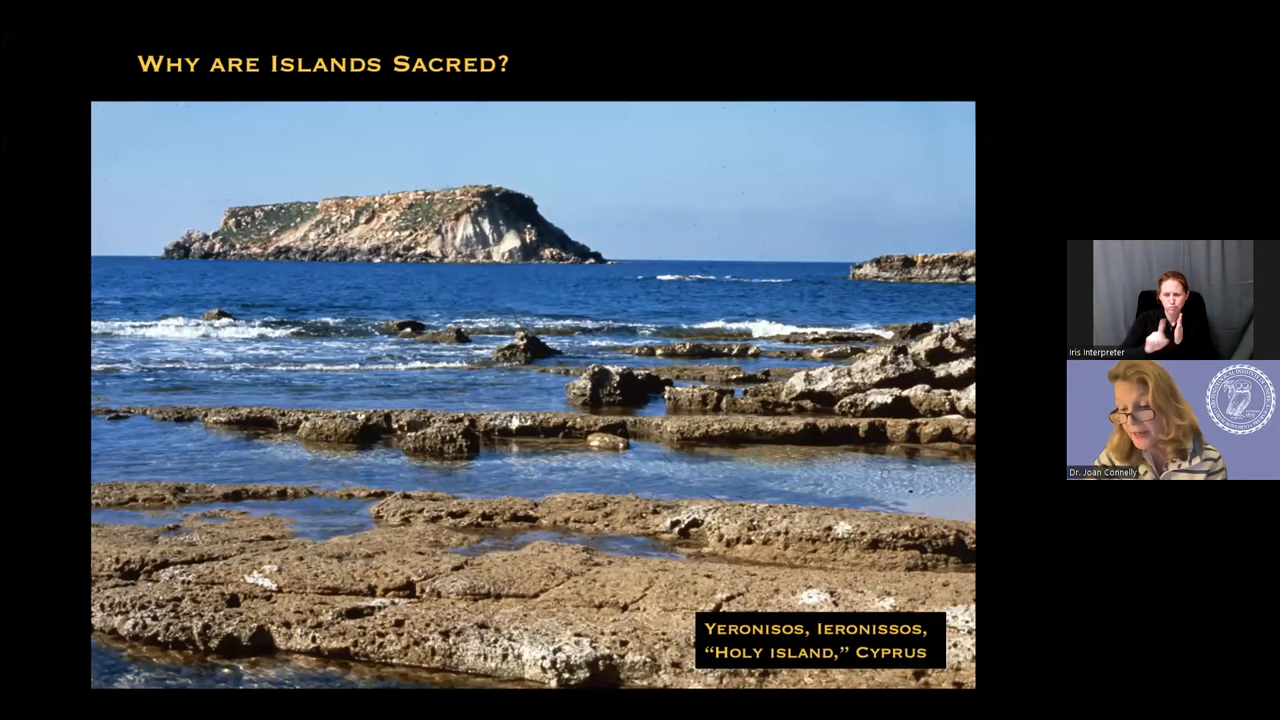 WHY ARE ISLANDS SACRED?
YERONISOS, IERONISSOS,
“HOLY ISLAND,” CYPRUS
Iris Interpreter
Dr. Joan Connelly